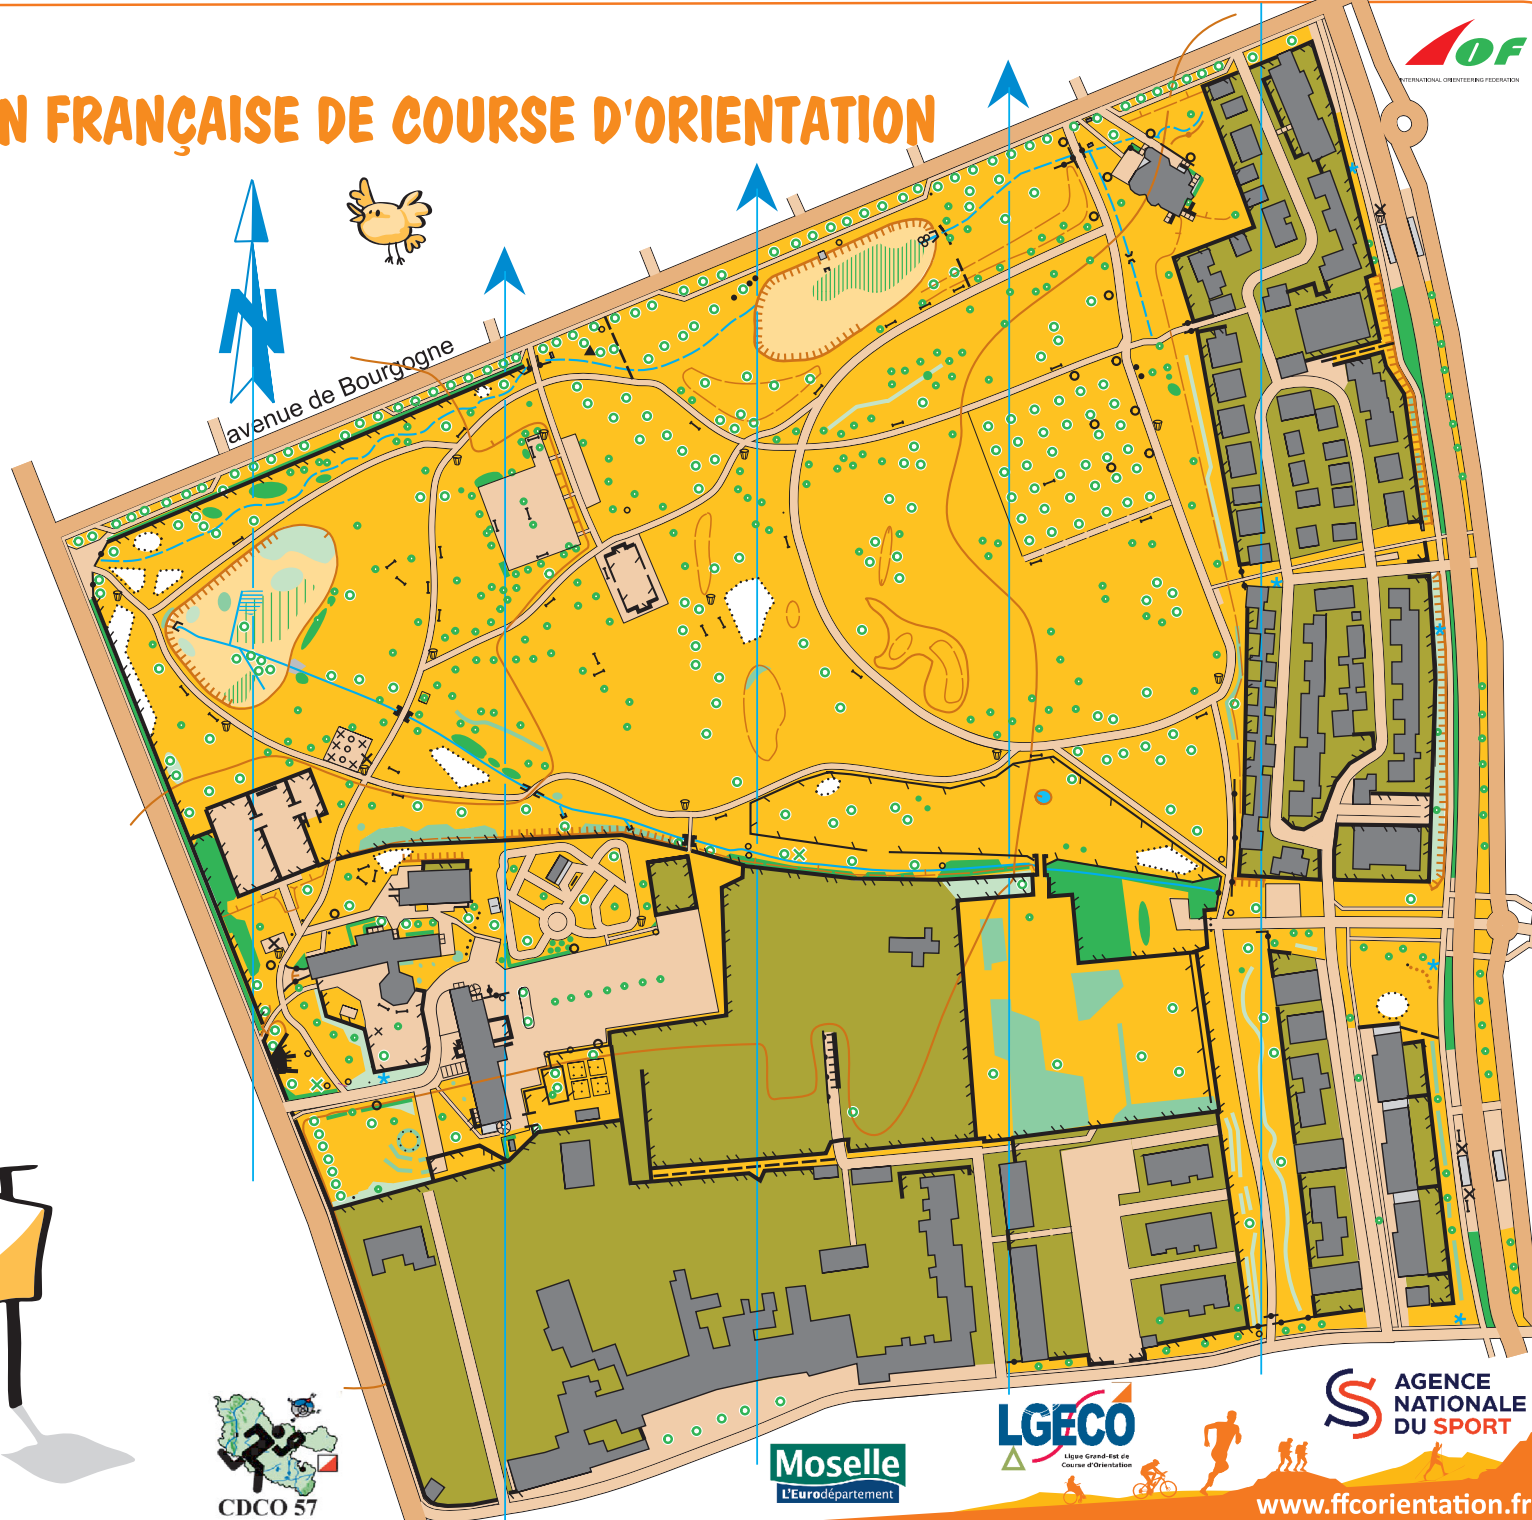 N FRANÇAISE DE COURSE D'ORIENTATION
IOF
INTERNATIONAL ORIENTEERING FEDERATION
N
avenue de Bourgogne
CDCO 57
Moselle
L'Eurodépartement
LGECO
Ligue Grand-Est de
Course d'Orientation
AGENCE
NATIONALE
DU SPORT
www.ffcorientation.fr